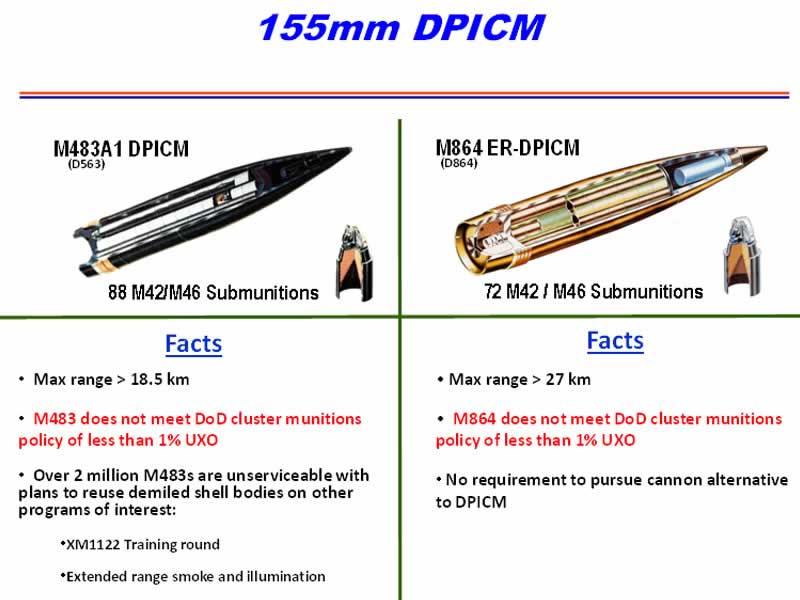 155mm DPICM
M483A1 DPICM
(D563)
88 M42/M46 Submunitions
M864 ER-DPICM
(D864)
72 M42 / M46 Submunitions
Facts
• Max range > 18.5 km
• M483 does not meet DoD cluster munitions
policy of less than 1% UXO
• Over 2 million M483s are unserviceable with
plans to reuse demiled shell bodies on other
programs of interest:
•XM1122 Training round
•Extended range smoke and illumination
Facts
• Max range > 27 km
• M864 does not meet DoD cluster munitions
policy of less than 1% UXO
• No requirement to pursue cannon alternative
to DPICM